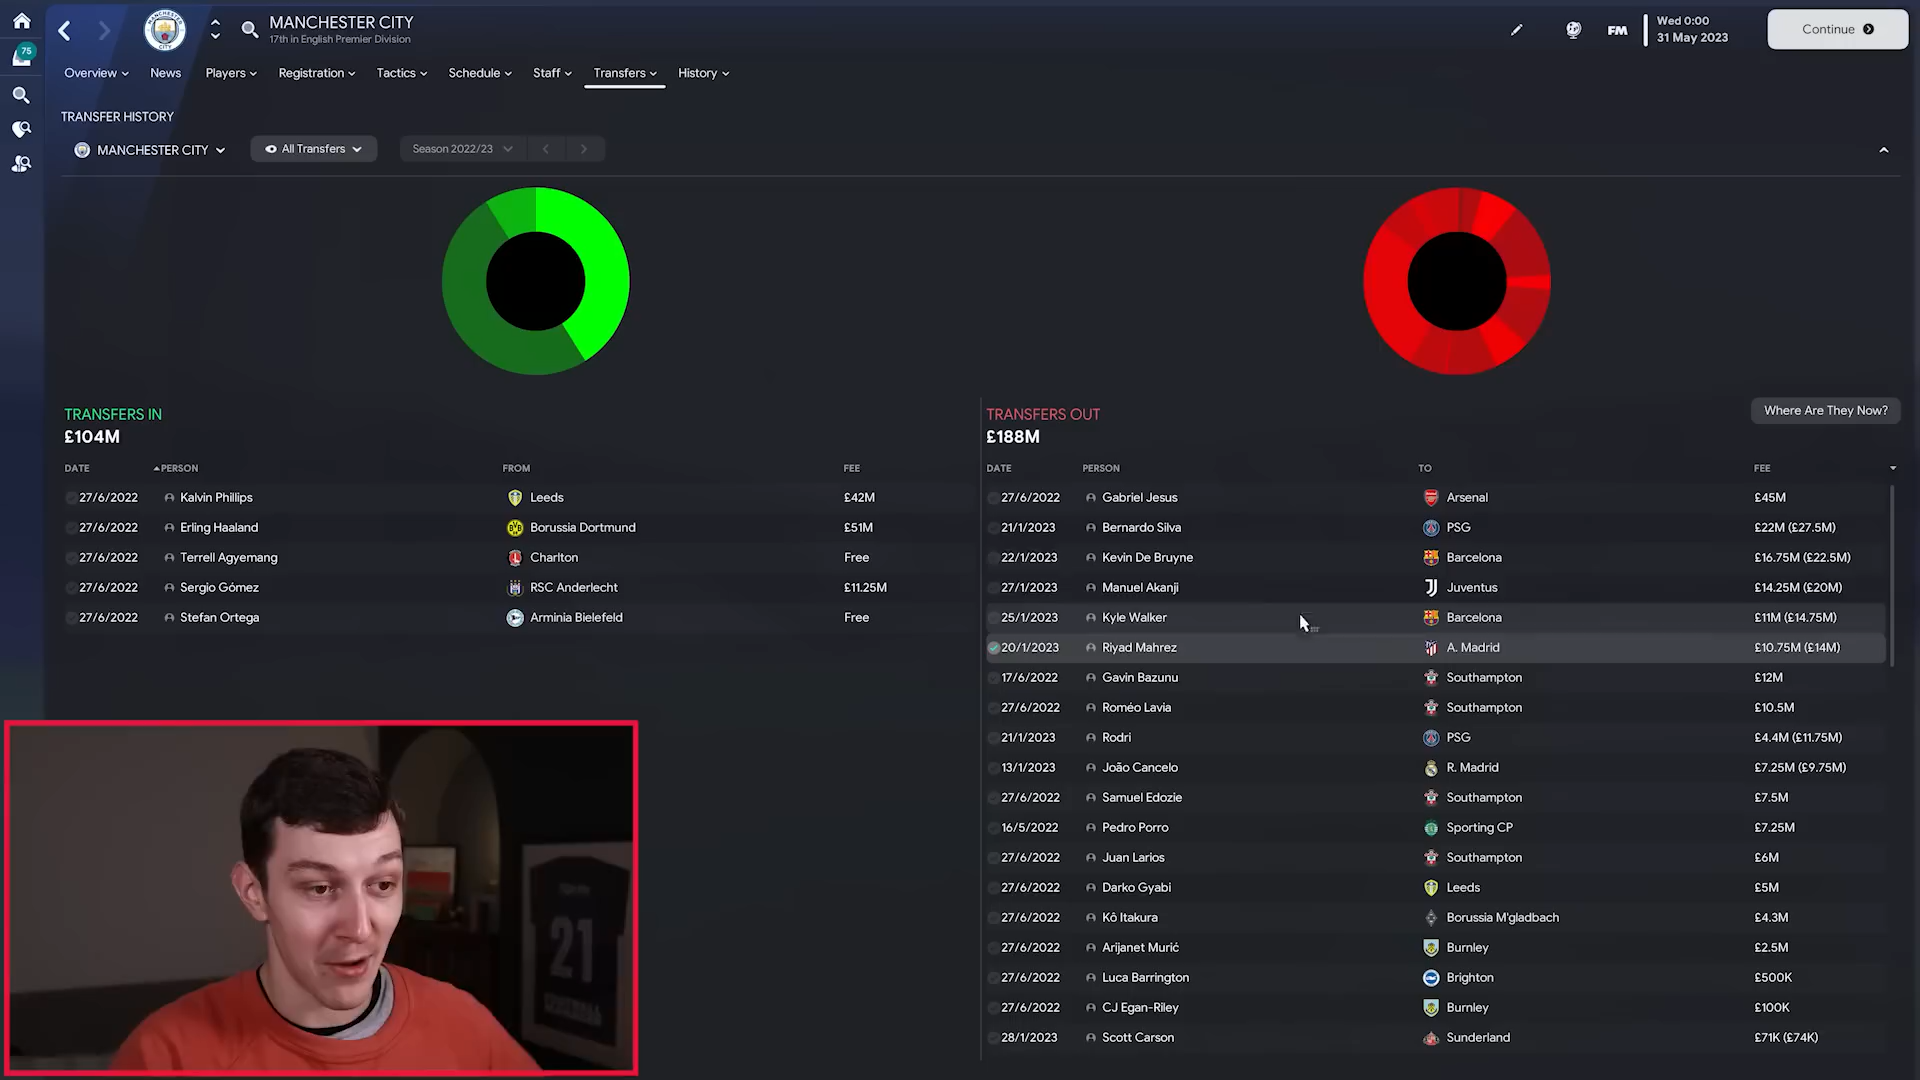 MANCHESTER CITY
17th in English Premier Division
FM
Wed 0:00
31 May 2023
Continue
75
Overview News Players Registration Tactics Schedule Staff Transfers History
TRANSFER HISTORY
MANCHESTER CITY All Transfers Season 2022/23
TRANSFERS IN
£104M
DATE PERSON FROM FEE
27/6/2022 Kalvin Phillips Leeds £42M
27/6/2022 Erling Haaland Borussia Dortmund £51M
27/6/2022 Terrell Agyemang Charlton Free
27/6/2022 Sergio Gómez RSC Anderlecht £11.25M
27/6/2022 Stefan Ortega Arminia Bielefeld Free
TRANSFERS OUT
£188M
Where Are They Now?
DATE PERSON TO FEE
27/6/2022 Gabriel Jesus Arsenal £45M
21/1/2023 Bernardo Silva PSG £22M (£27.5M)
22/1/2023 Kevin De Bruyne Barcelona £16.75M (£22.5M)
27/1/2023 Manuel Akanji Juventus £14.25M (£20M)
25/1/2023 Kyle Walker Barcelona £11M (£14.75M)
20/1/2023 Riyad Mahrez A. Madrid £10.75M (£14M)
17/6/2022 Gavin Bazunu Southampton £12M
27/6/2022 Roméo Lavia Southampton £10.5M
21/1/2023 Rodri PSG £4.4M (£11.75M)
13/1/2023 João Cancelo R. Madrid £7.25M (£9.75M)
27/6/2022 Samuel Edozie Southampton £7.5M
16/5/2022 Pedro Porro Sporting CP £7.25M
27/6/2022 Juan Larios Southampton £6M
27/6/2022 Darko Gyabi Leeds £5M
27/6/2022 Kô Itakura Borussia M'gladbach £4.3M
27/6/2022 Arijanet Murić Burnley £2.5M
27/6/2022 Luca Barrington Brighton £500K
27/6/2022 CJ Egan-Riley Burnley £100K
28/1/2023 Scott Carson Sunderland £71K (£74K)
21